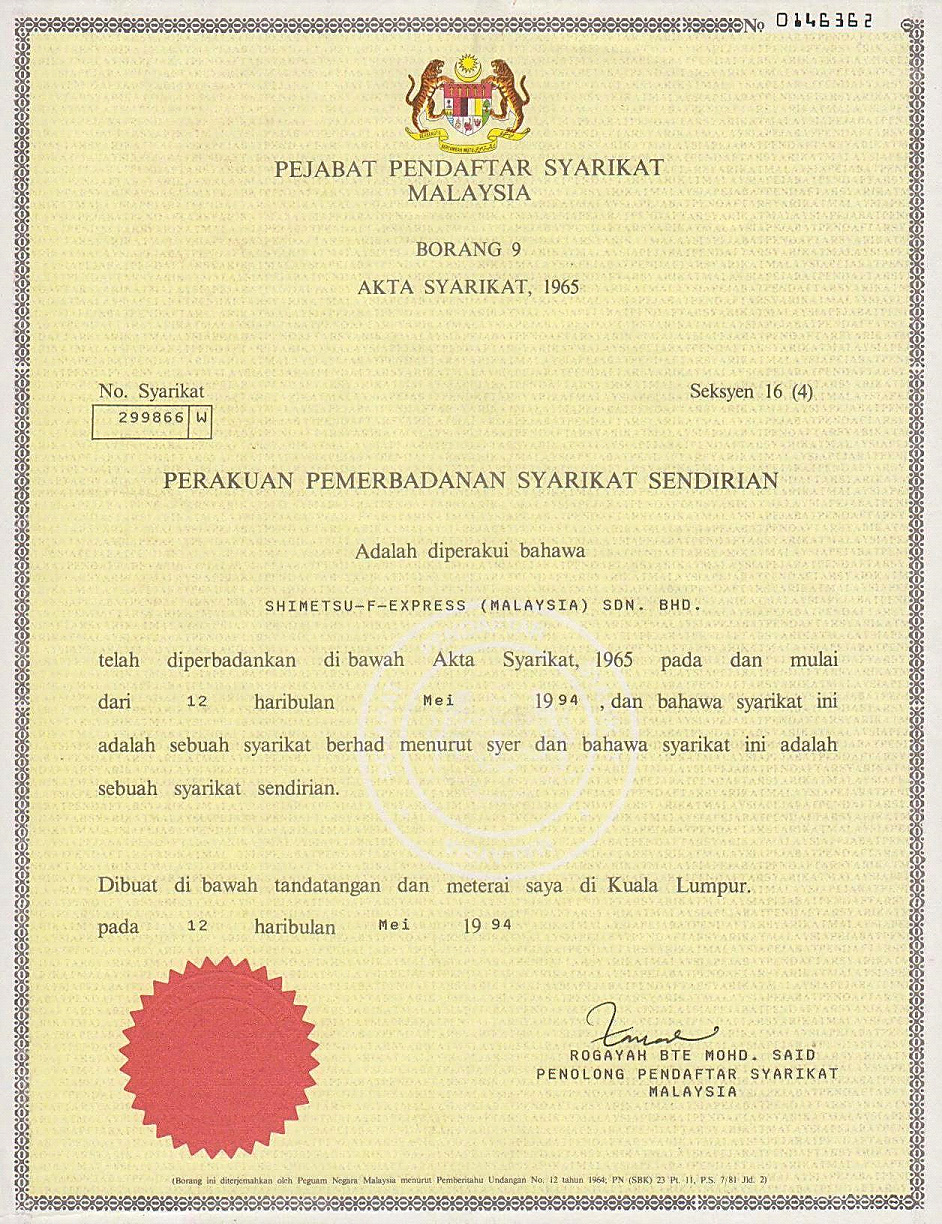 No 0146362
PEJABAT PENDAFTAR SYARIKAT
MALAYSIA
BORANG 9
AKTA SYARIKAT, 1965
No. Syarikat
Seksyen 16 (4)
299866 W
PERAKUAN PEMERBADANAN SYARIKAT SENDIRIAN
Adalah diperakui bahawa
SHIMETSU-F-EXPRESS (MALAYSIA) SDN. BHD.
telah diperbadankan di bawah Akta Syarikat, 1965 pada dan mulai
dari 12 haribulan Mei 1994 , dan bahawa syarikat ini
adalah sebuah syarikat berhad menurut syer dan bahawa syarikat ini adalah
sebuah syarikat sendirian.
Dibuat di bawah tandatangan dan meterai saya di Kuala Lumpur.
pada 12 haribulan Mei 19 94
ROGAYAH BTE MOHD. SAID
PENOLONG PENDAFTAR SYARIKAT
MALAYSIA
(Borang ini diterjemahkan oleh Peguam Negara Malaysia menurut Pemberitahu Undangan No. 12 tahun 1964; PN (SBK) 23 Pt. 11, P.S. 7/81 Jld. 2)